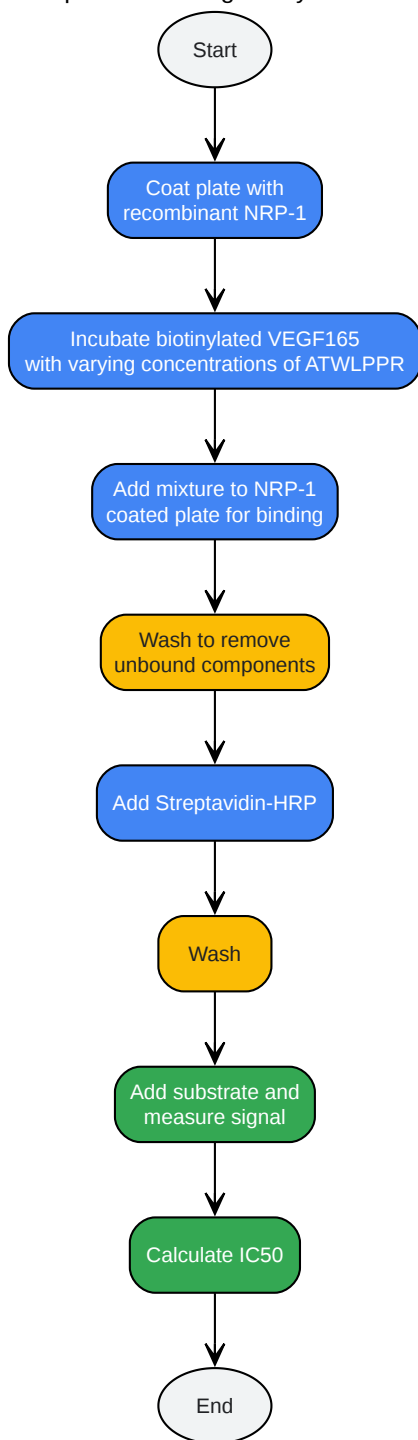 Start
Coat plate with
recombinant NRP-1
Incubate biotinylated VEGF165
with varying concentrations of ATWLPPR
Add mixture to NRP-1
coated plate for binding
Wash to remove
unbound components
Add Streptavidin-HRP
Wash
Add substrate and
measure signal
Calculate IC50
End